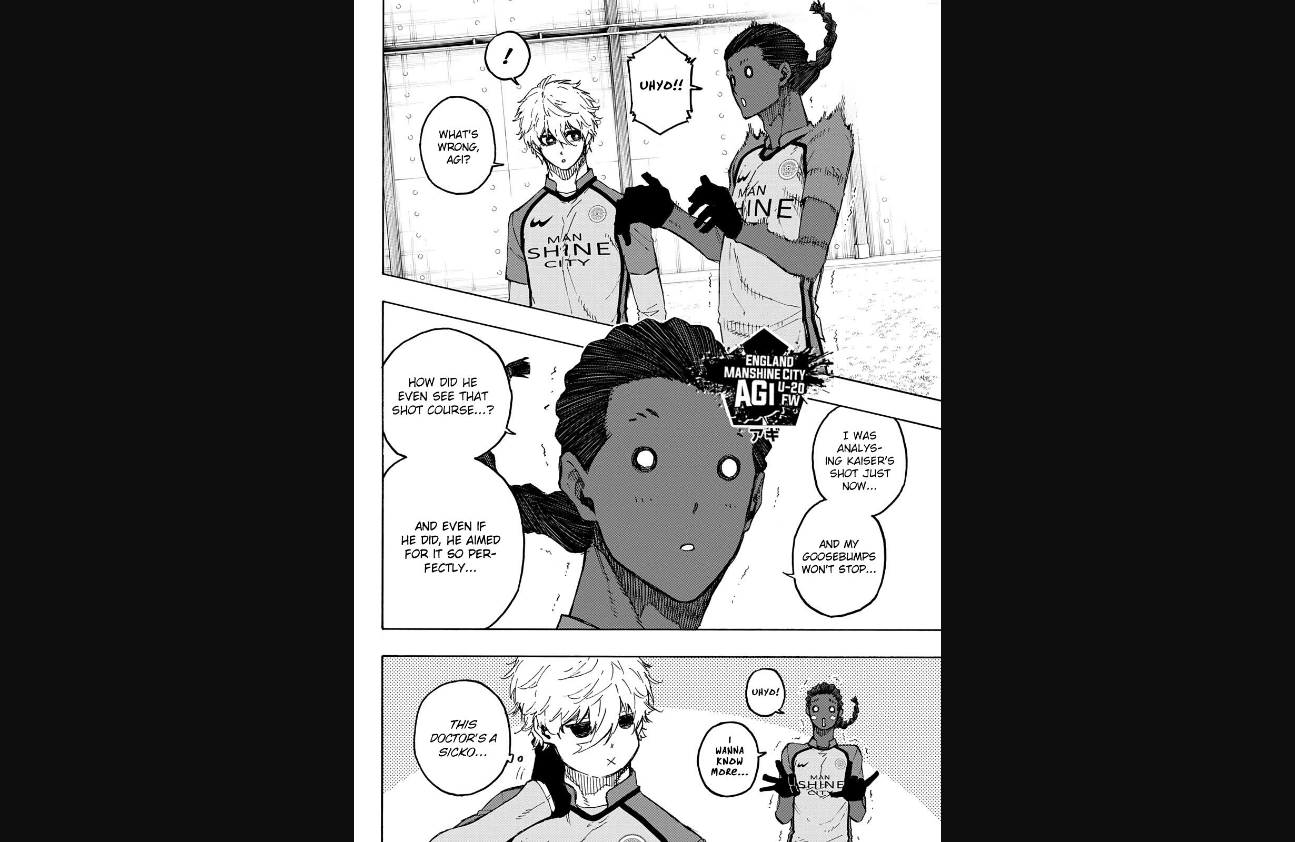 UHYO!!
!
WHAT'S
WRONG,
AGI?
MAN
SHINE
CITY
MAN
HINE
ENGLAND
MANSHINE CITY
AGI U-20
FW
アギ
I WAS
ANALYS-
ING KAISER'S
SHOT JUST
NOW...
AND MY
GOOSEBUMPS
WON'T STOP...
HOW DID HE
EVEN SEE THAT
SHOT COURSE...?
AND EVEN IF
HE DID, HE AIMED
FOR IT SO PER-
FECTLY...
UHYO!
I
WANNA
KNOW
MORE...
MAN
SHINE
CITY
THIS
DOCTOR'S A
SICKO...